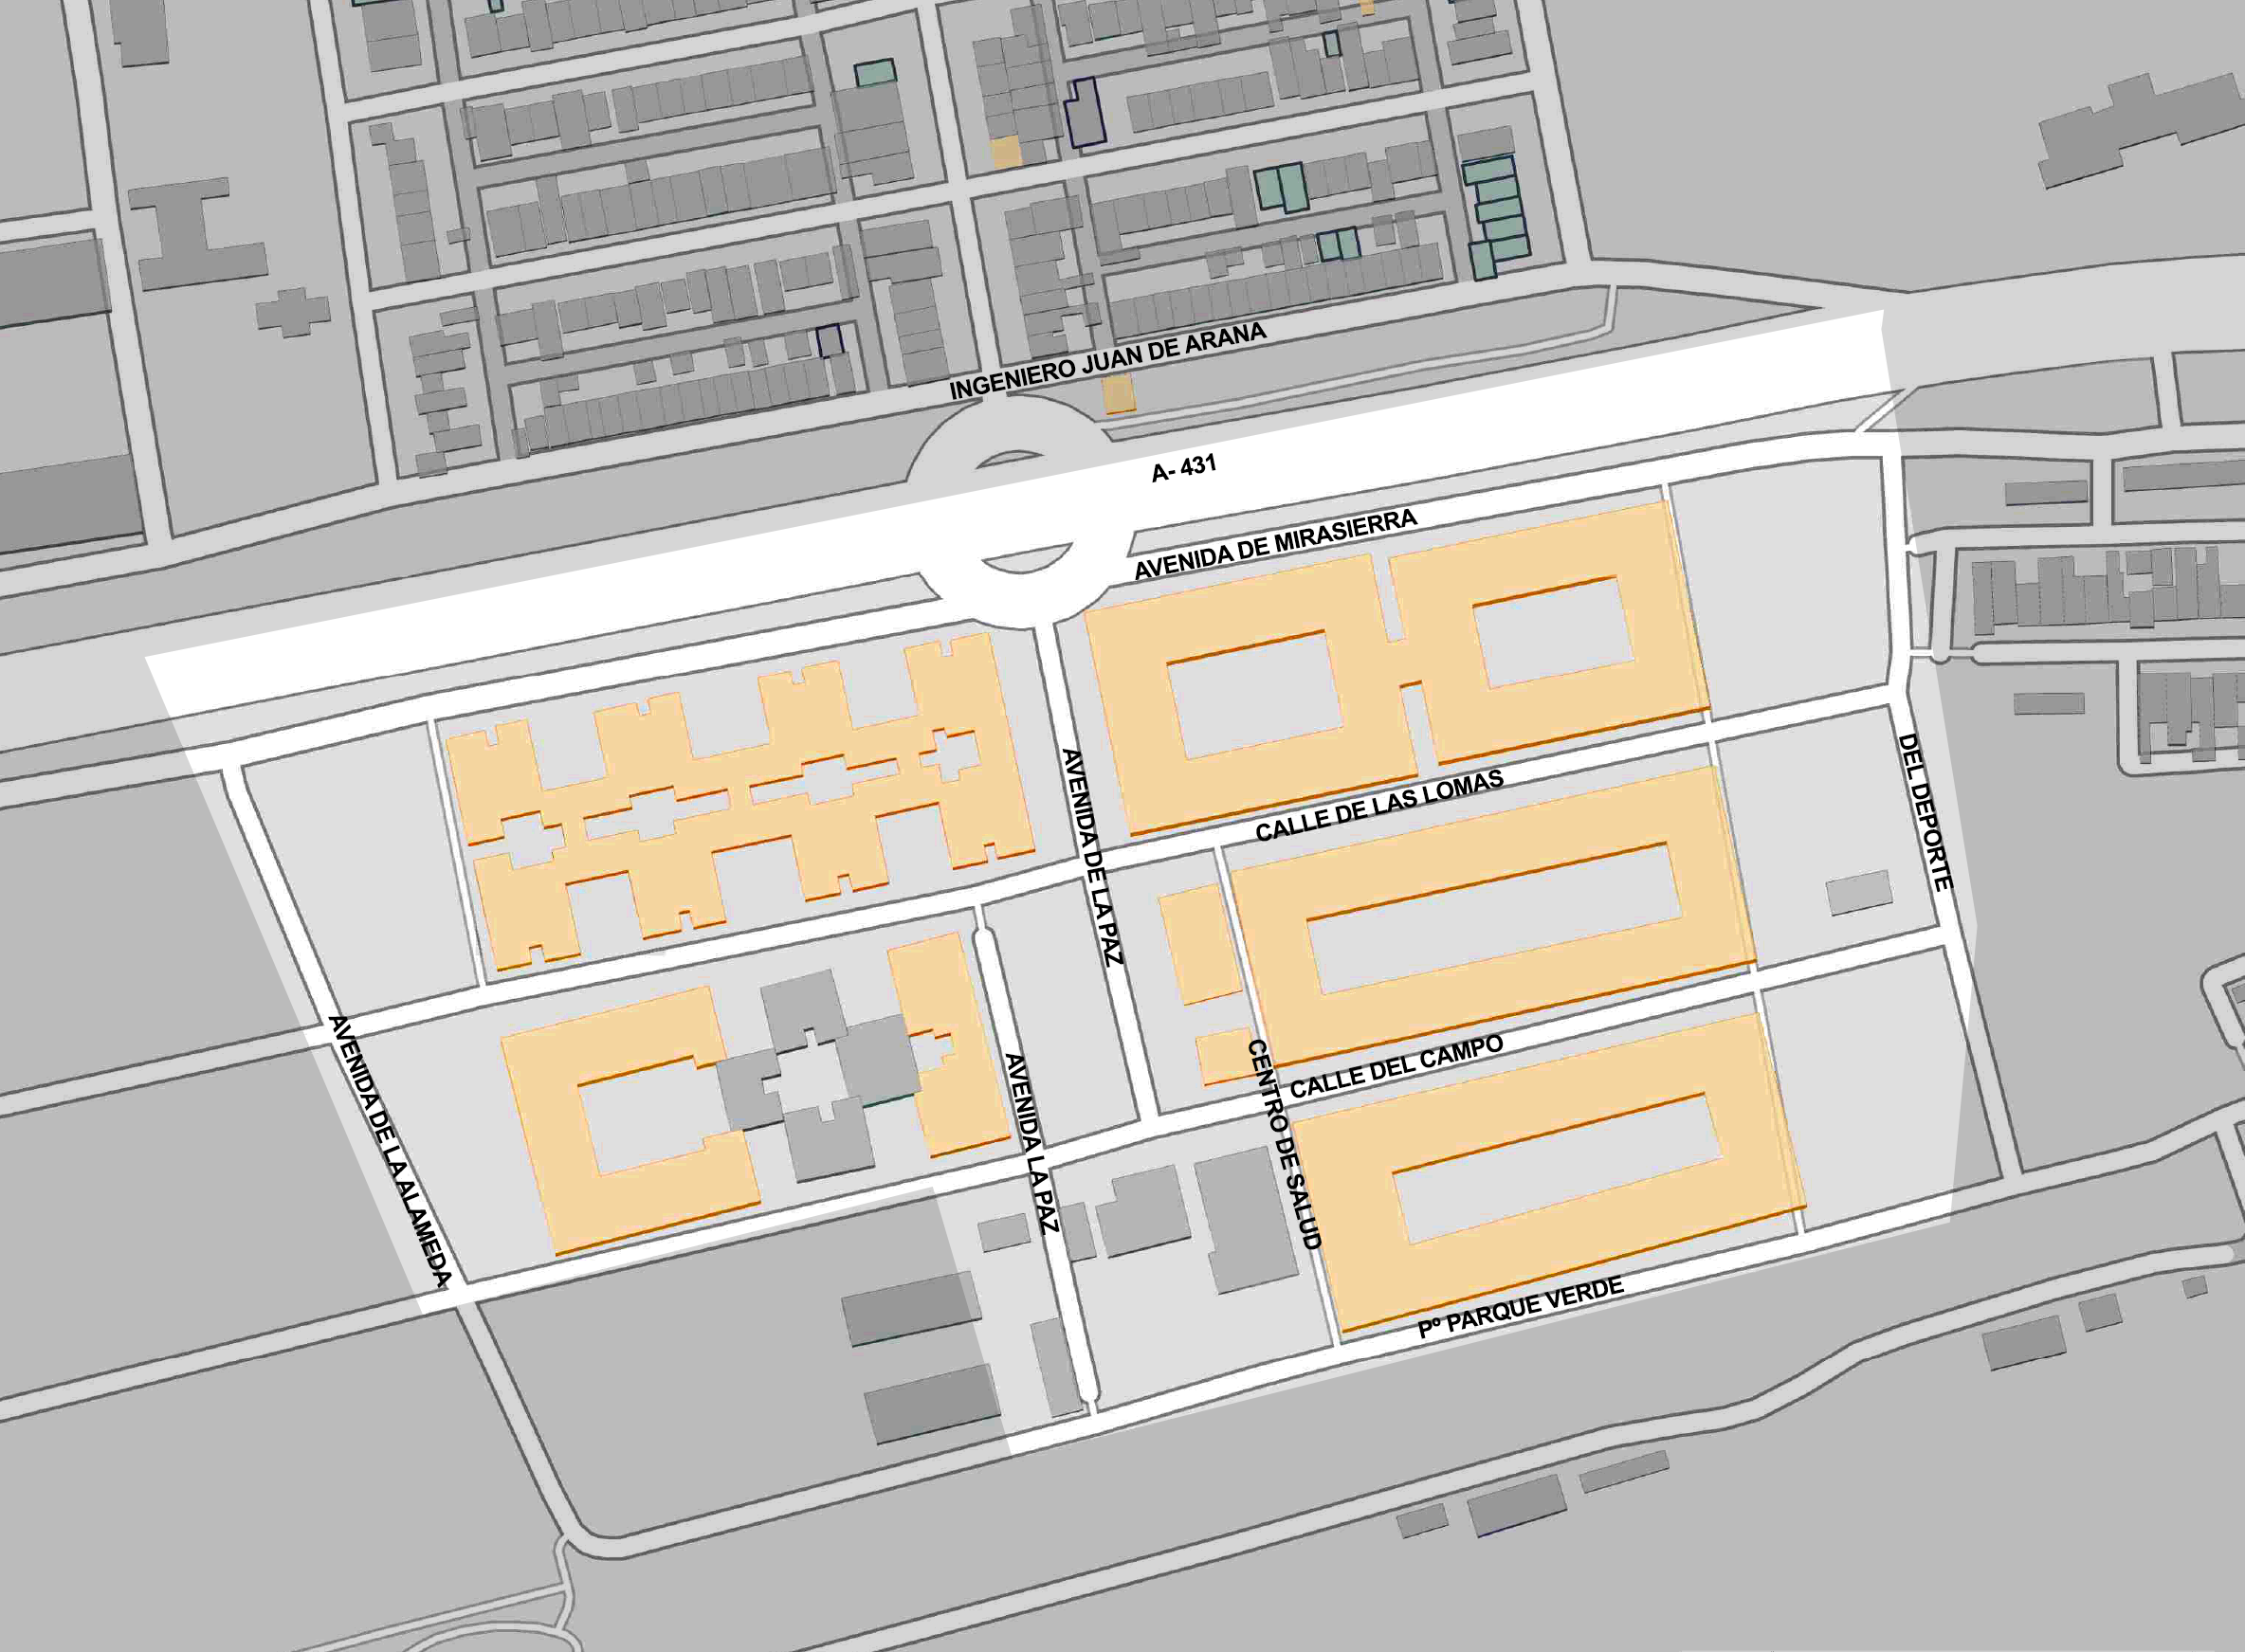 INGENIERO JUAN DE ARANA
A- 431
AVENIDA DE MIRASIERRA
AVENIDA DE LA PAZ
CALLE DE LAS LOMAS
DEL DEPORTE
AVENIDA DE LA ALAMEDA
AVENIDA LA PAZ
CENTRO DE SALUD
CALLE DEL CAMPO
Pº PARQUE VERDE